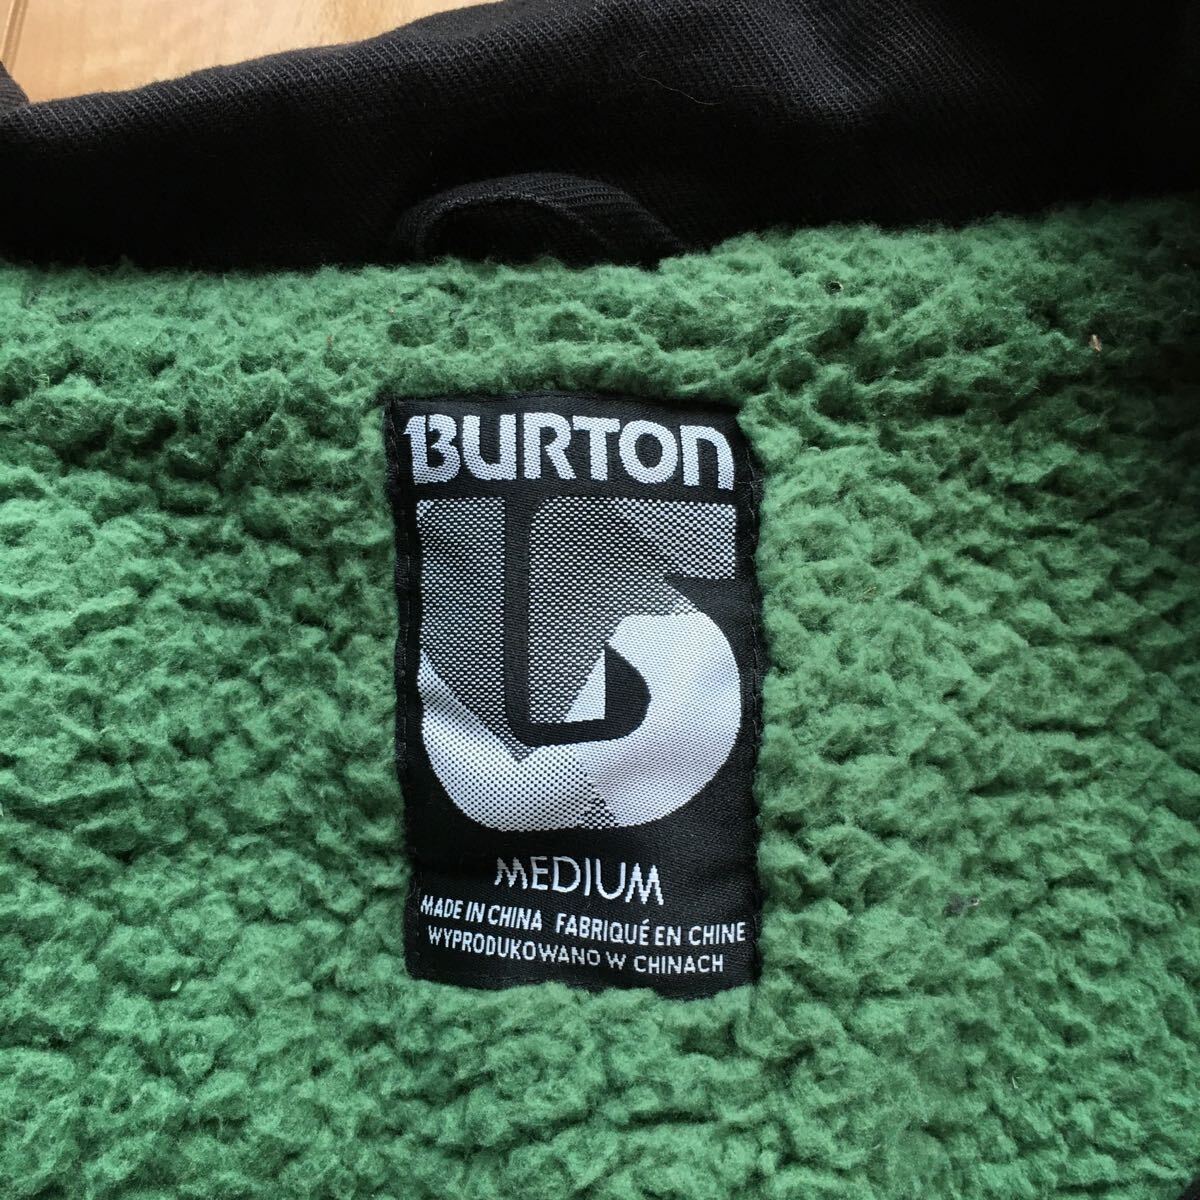 BURTON
MEDIUM
MADE IN CHINA FABRIQUÉ EN CHINE
WYPRODUKOWANO W CHINACH